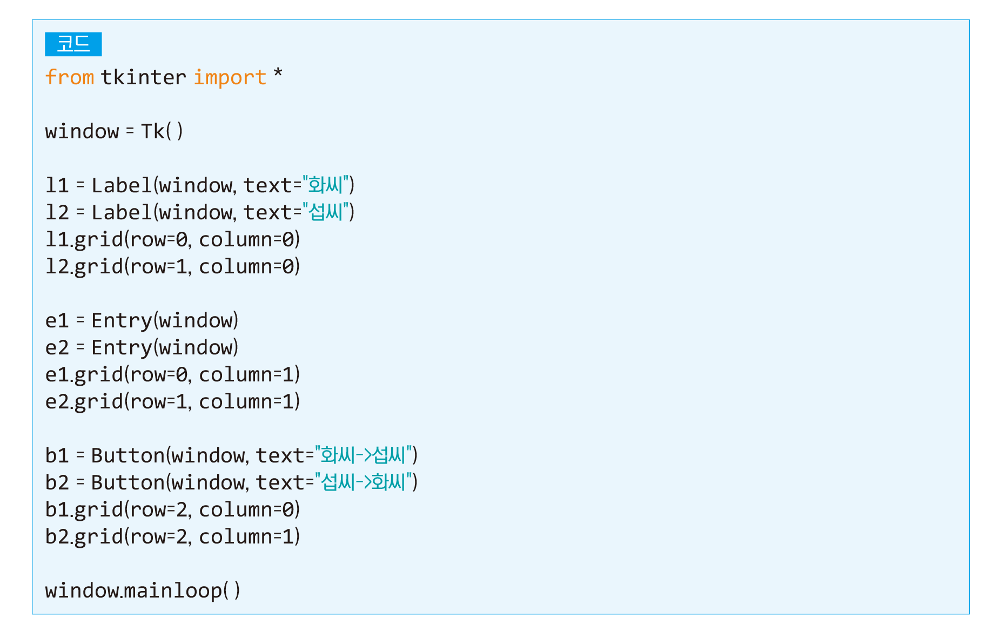 코드
from tkinter import *
window = Tk( )
l1 = Label(window, text="화씨")
l2 = Label(window, text="섭씨")
l1.grid(row=0, column=0)
l2.grid(row=1, column=0)
e1 = Entry(window)
e2 = Entry(window)
e1.grid(row=0, column=1)
e2.grid(row=1, column=1)
b1 = Button(window, text="화씨->섭씨")
b2 = Button(window, text="섭씨->화씨")
b1.grid(row=2, column=0)
b2.grid(row=2, column=1)
window.mainloop( )